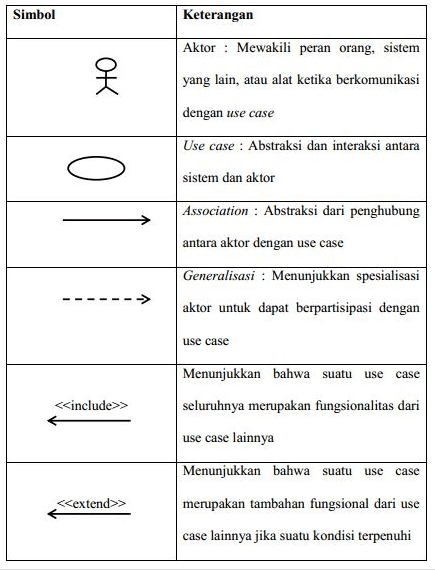 Simbol
Keterangan
Aktor : Mewakili peran orang, sistem
yang lain, atau alat ketika berkomunikasi
dengan use case
Use case : Abstraksi dan interaksi antara
sistem dan aktor
Association : Abstraksi dari penghubung
antara aktor dengan use case
Generalisasi : Menunjukkan spesialisasi
aktor untuk dapat berpartisipasi dengan
use case
<<include>>
Menunjukkan bahwa suatu use case
seluruhnya merupakan fungsionalitas dari
use case lainnya
<<extend>>
Menunjukkan bahwa suatu use case
merupakan tambahan fungsional dari use
case lainnya jika suatu kondisi terpenuhi